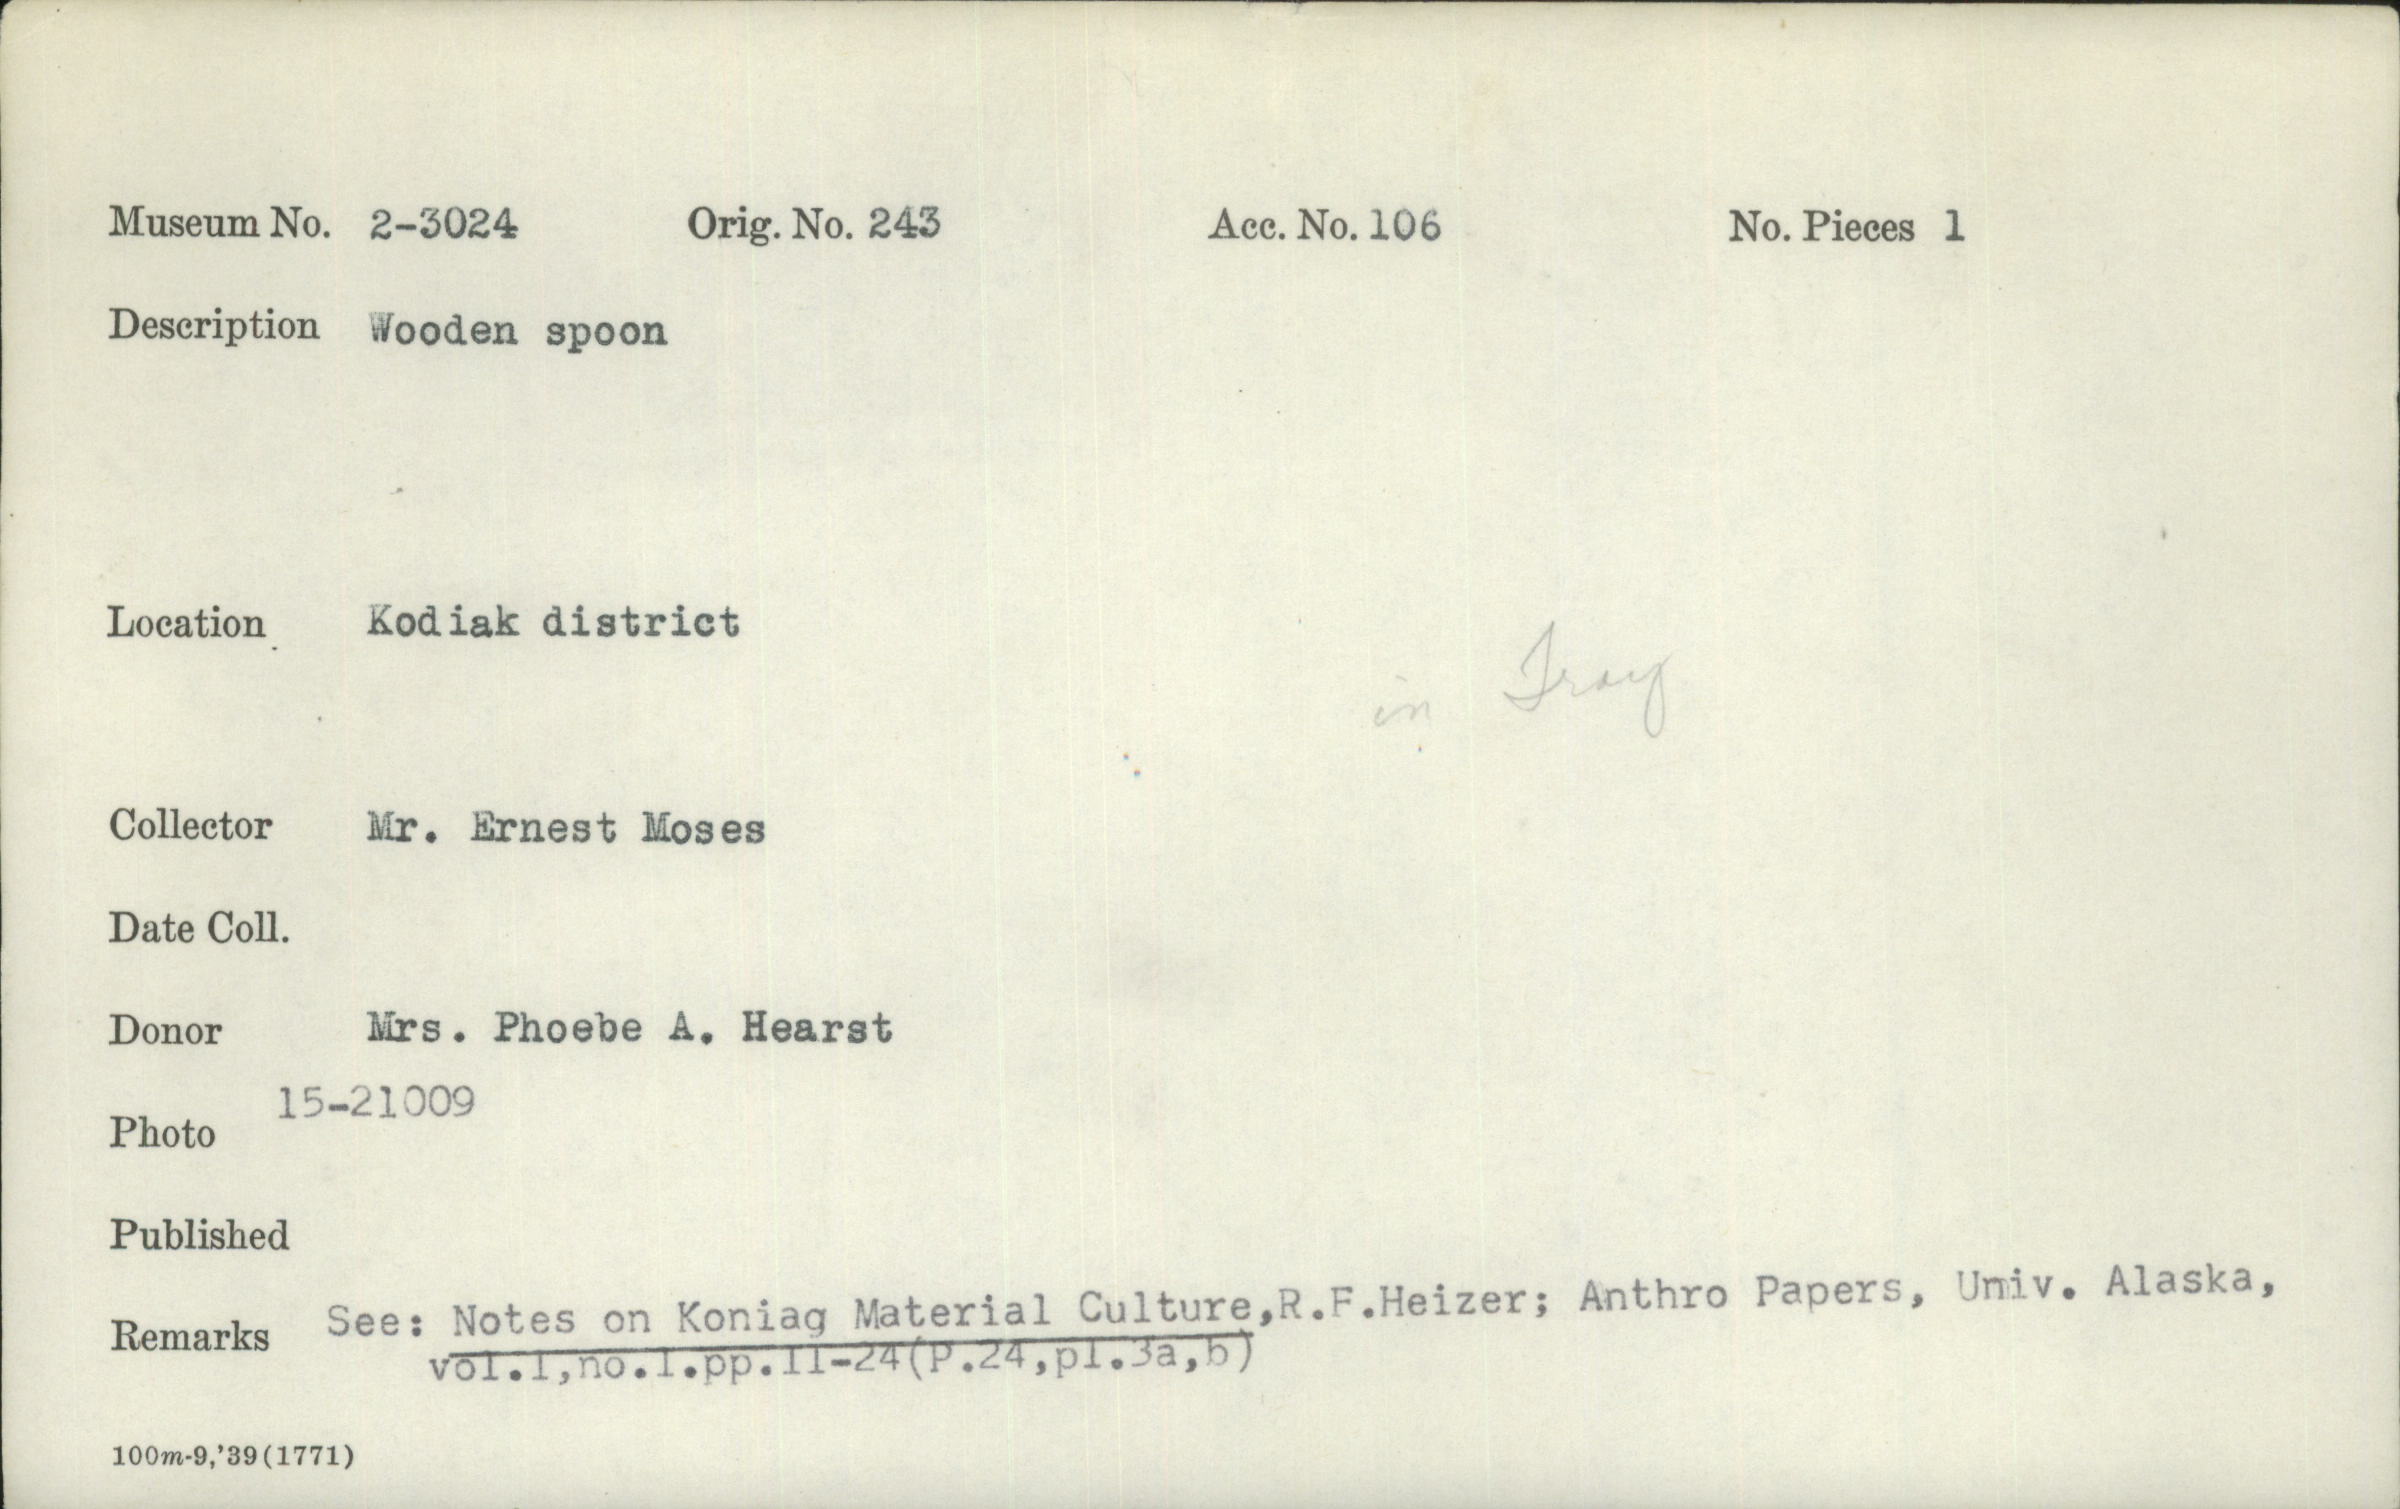 Museum No. 2-3024 Orig. No. 243 Acc. No. 106 No. Pieces 1
Description Wooden spoon
Location Kodiak district
in Tray
Collector Mr. Ernest Moses
Date Coll.
Donor Mrs. Phoebe A. Hearst
15-21009
Photo
Published
Remarks See: Notes on Koniag Material Culture,R.F.Heizer; Anthro Papers, Univ. Alaska,
vol.1,no.1.pp.11-24(P.24,pl.3a,b)
100m-9,'39(1771)